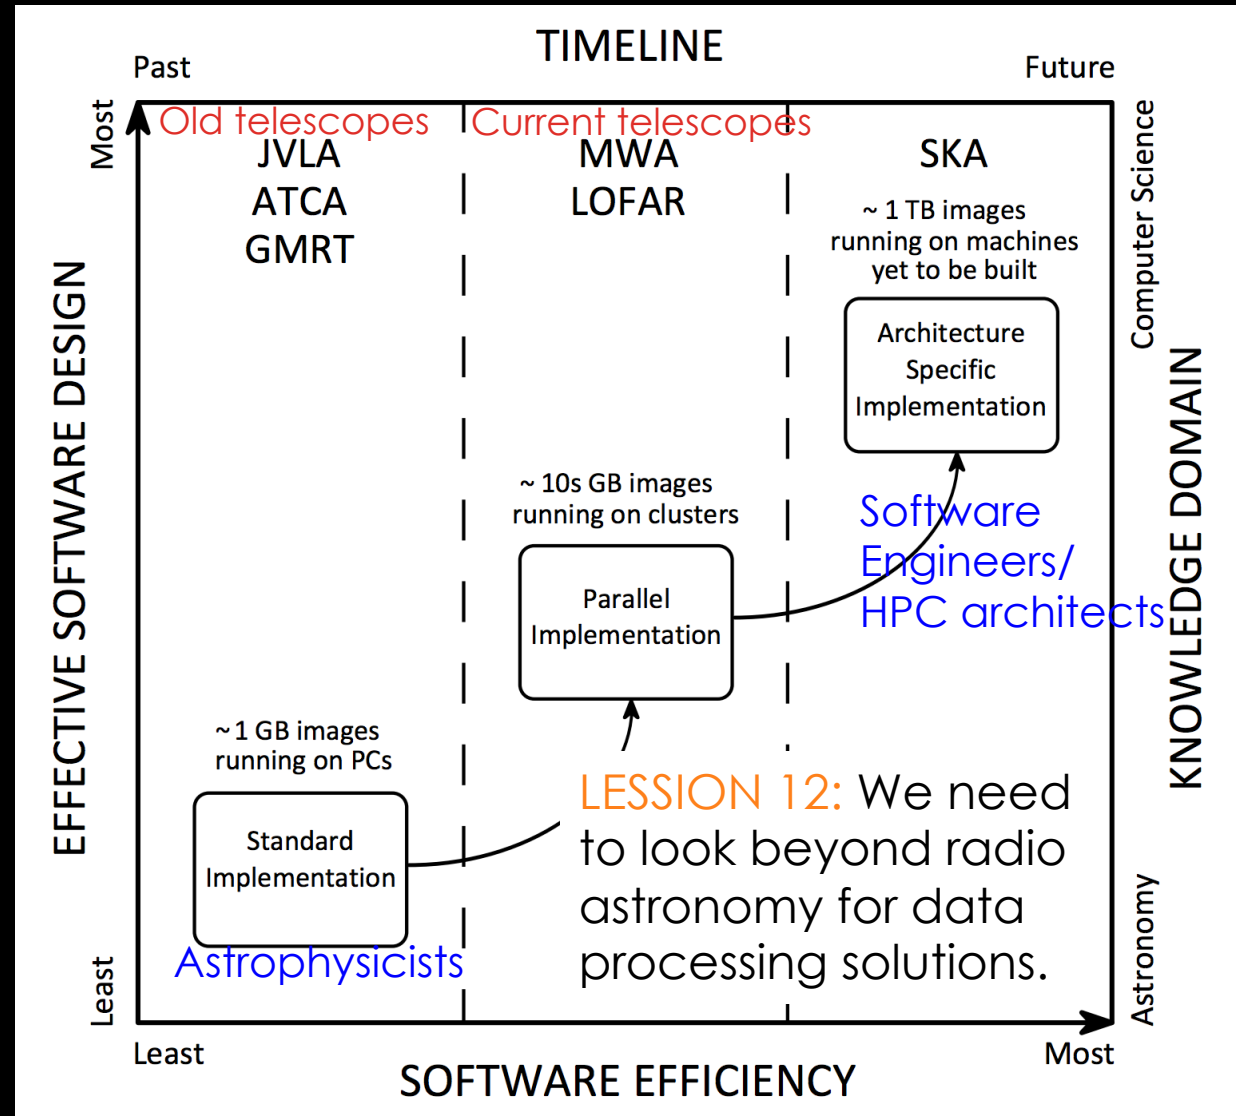 TIMELINE
Past
Future
Most
Old telescopes
Current telescopes
JVLA
ATCA
GMRT
MWA
LOFAR
SKA
~ 1 TB images
running on machines
yet to be built
Architecture
Specific
Implementation
Computer Science
EFFECTIVE SOFTWARE DESIGN
KNOWLEDGE DOMAIN
~ 10s GB images
running on clusters
Parallel
Implementation
Software
Engineers/
HPC architects
~1 GB images
running on PCs
Standard
Implementation
Astrophysicists
LESSION 12: We need
to look beyond radio
astronomy for data
processing solutions.
Least
Astronomy
Least
Most
SOFTWARE EFFICIENCY